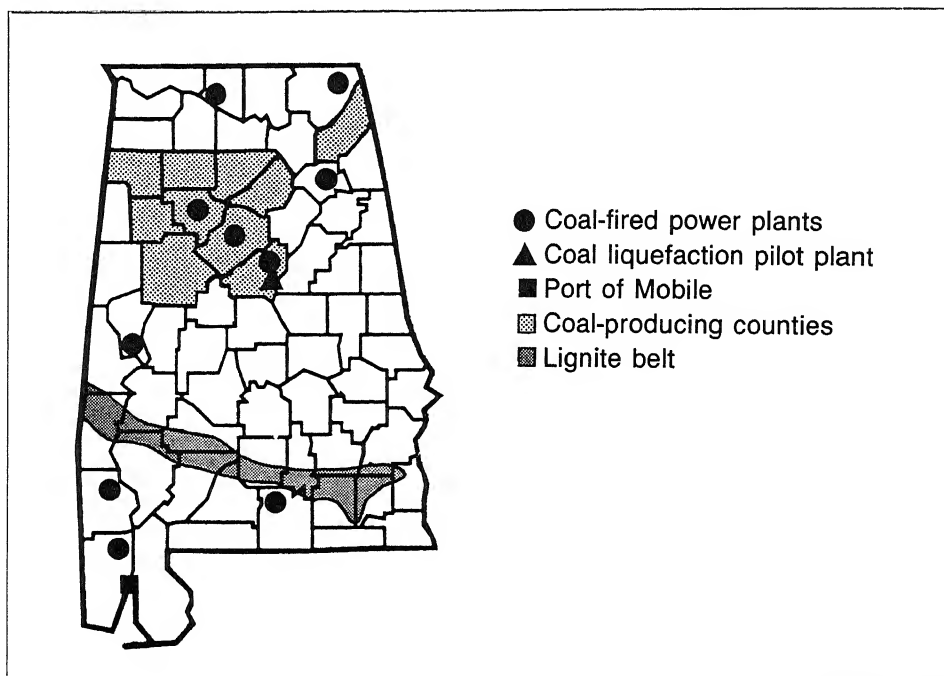 Coal-fired power plants
Coal liquefaction pilot plant
Port of Mobile
Coal-producing counties
Lignite belt